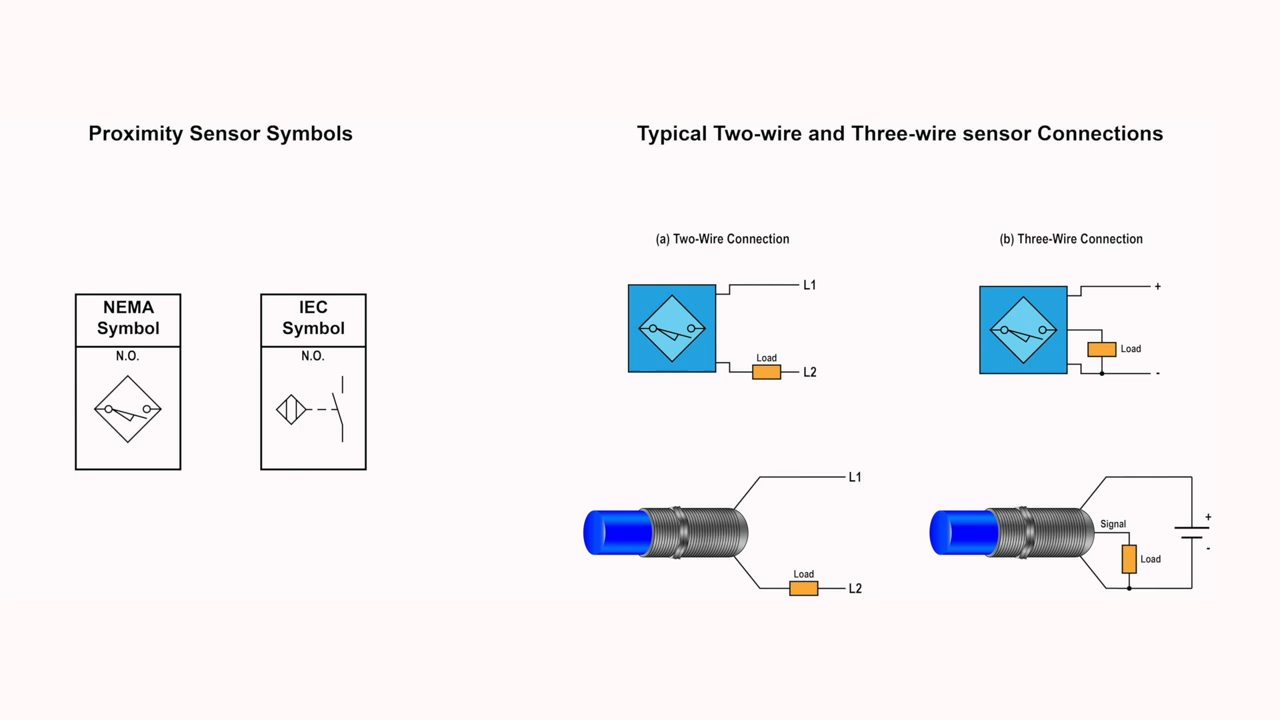 Proximity Sensor Symbols
Typical Two-wire and Three-wire sensor Connections
NEMA
Symbol
N.O.
IEC
Symbol
N.O.
(a) Two-Wire Connection
L1
Load
L2
(b) Three-Wire Connection
+
Load
-
L1
Load
L2
Signal
+
-
Load